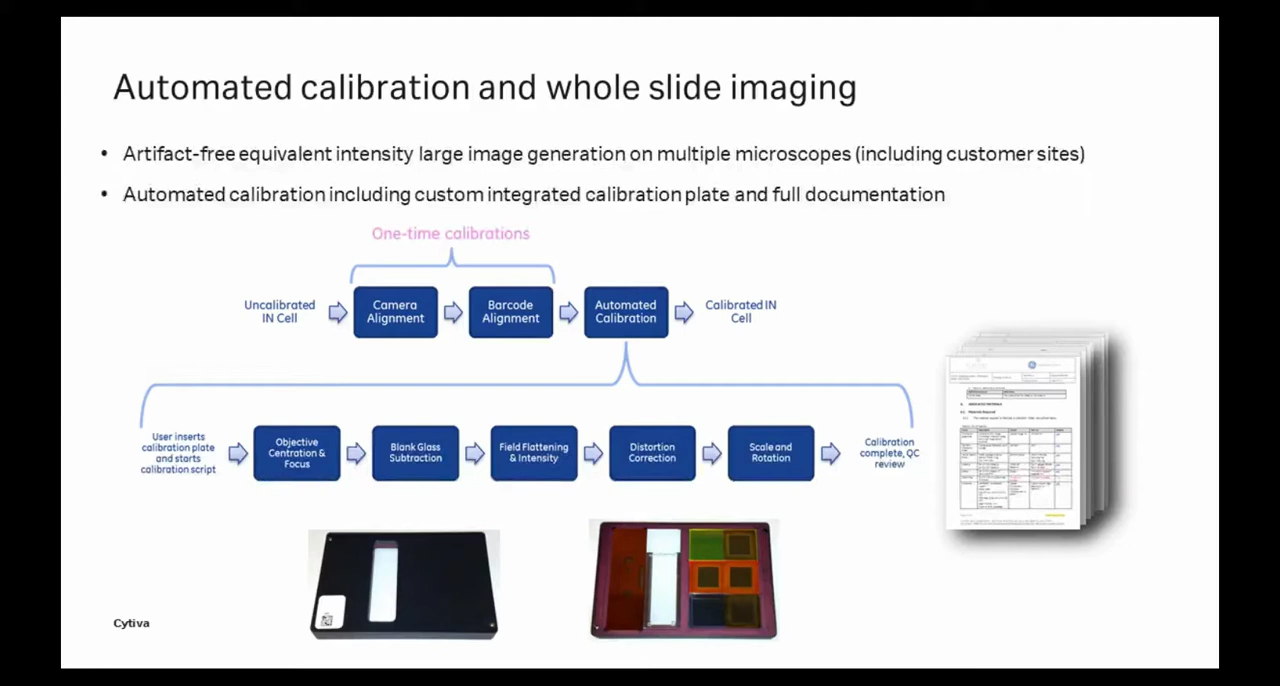 Automated calibration and whole slide imaging
• Artifact-free equivalent intensity large image generation on multiple microscopes (including customer sites)
• Automated calibration including custom integrated calibration plate and full documentation
One-time calibrations
Uncalibrated
IN Cell
Camera
Alignment
Barcode
Alignment
Automated
Calibration
Calibrated IN
Cell
User inserts
calibration plate
and starts
calibration script
Objective
Centration &
Focus
Blank Glass
Subtraction
Field Flattening
& Intensity
Distortion
Correction
Scale and
Rotation
Calibration
complete, QC
review
Cytiva